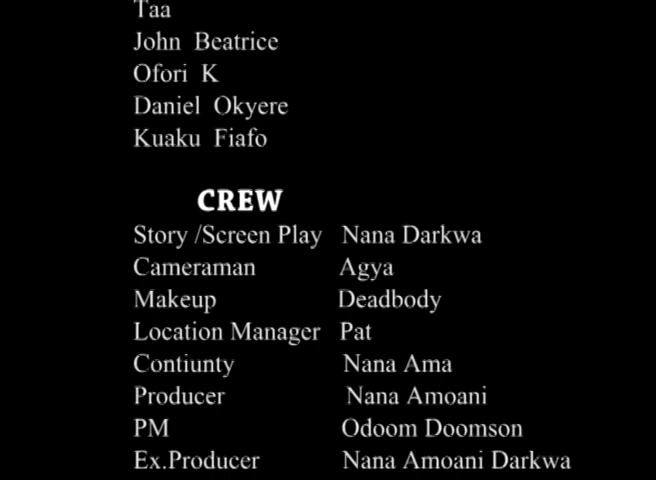 Taa
John Beatrice
Ofori K
Daniel Okyere
Kuaku Fiafo
CREW
Story /Screen Play Nana Darkwa
Cameraman Agya
Makeup Deadbody
Location Manager Pat
Contiunty Nana Ama
Producer Nana Amoani
PM Odoom Doomson
Ex.Producer Nana Amoani Darkwa